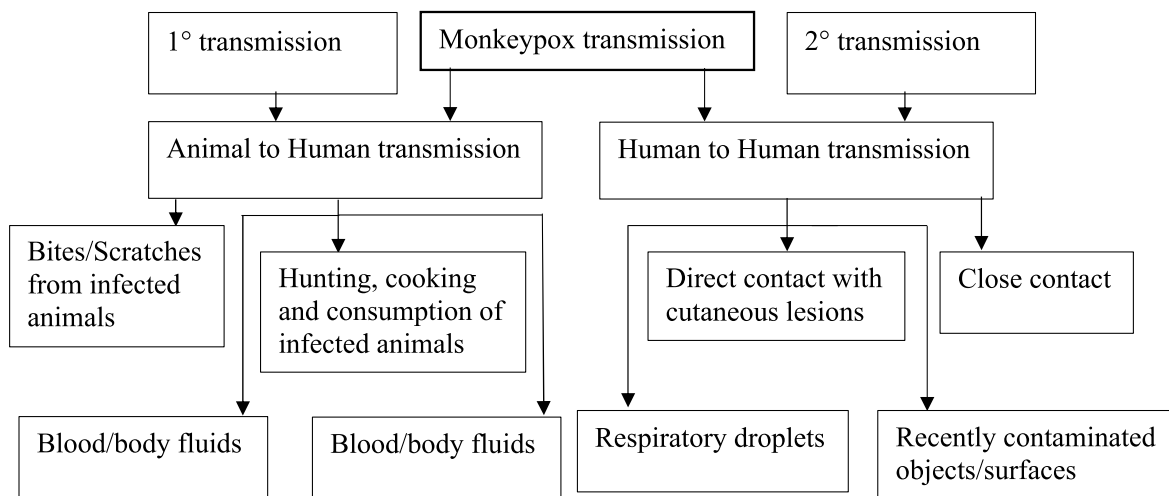 1° transmission
Monkeypox transmission
2° transmission
Animal to Human transmission
Human to Human transmission
Bites/Scratches
from infected
animals
Hunting, cooking
and consumption of
infected animals
Direct contact with
cutaneous lesions
Close contact
Blood/body fluids
Blood/body fluids
Respiratory droplets
Recently contaminated
objects/surfaces